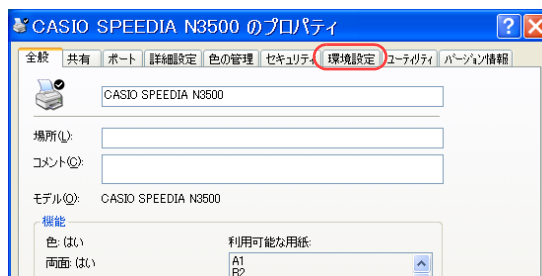 CASIO SPEEDIA N3500 のプロパティ
全般 共有 ポート 詳細設定 色の管理 セキュリティ 環境設定 ユーティリティ バージョン情報
CASIO SPEEDIA N3500
場所(L):
コメント(C):
モデル(O): CASIO SPEEDIA N3500
機能
色: はい 利用可能な用紙:
両面: はい A1
B2